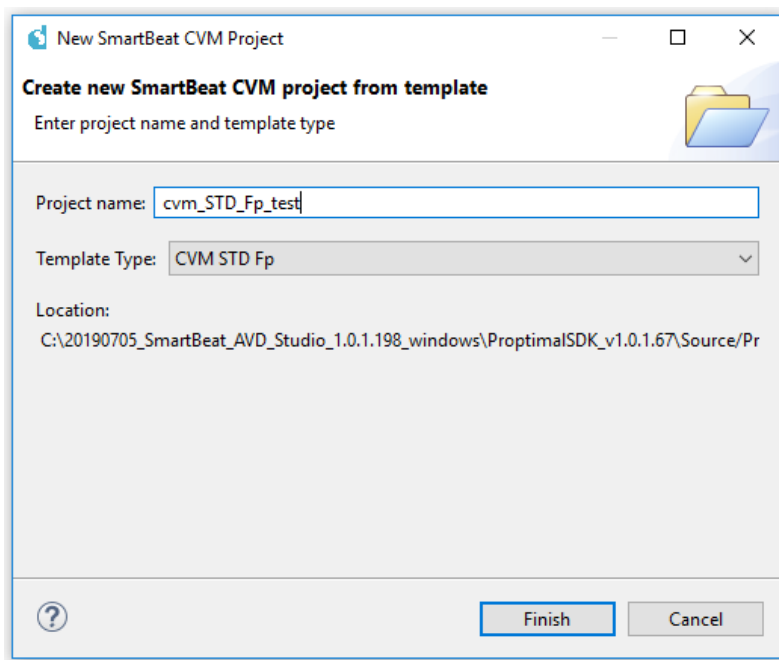 New SmartBeat CVM Project
Create new SmartBeat CVM project from template
Enter project name and template type
Project name: cvm_STD_Fp_test
Template Type: CVM STD Fp
Location:
C:\20190705_SmartBeat_AVD_Studio_1.0.1.198_windows\ProptimalSDK_v1.0.1.67\Source/Pr
?
Finish Cancel